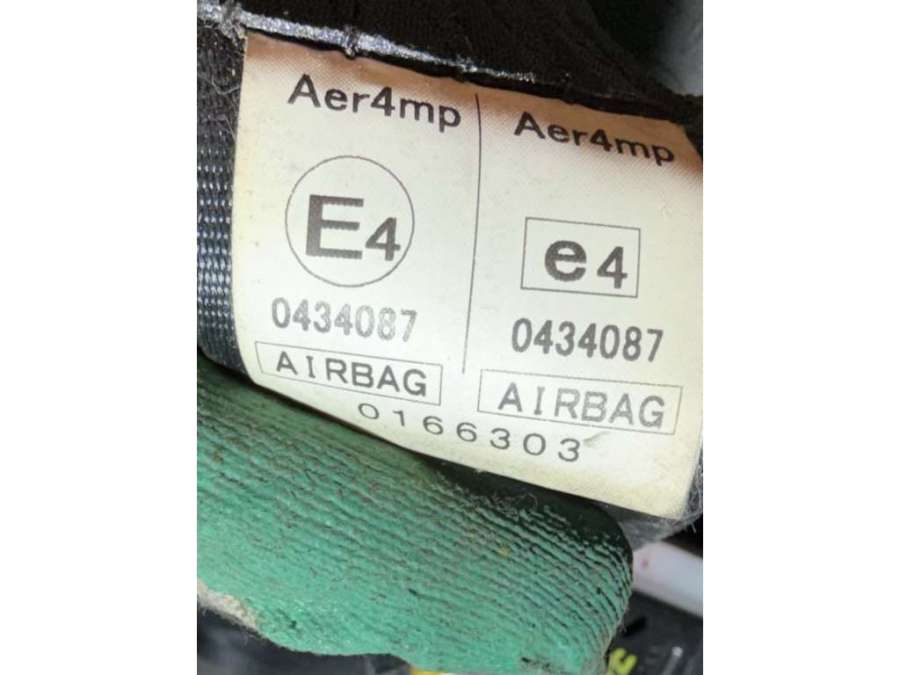 Aer4mp
E4
0434087
AIRBAG
Aer4mp
e4
0434087
AIRBAG
0166303